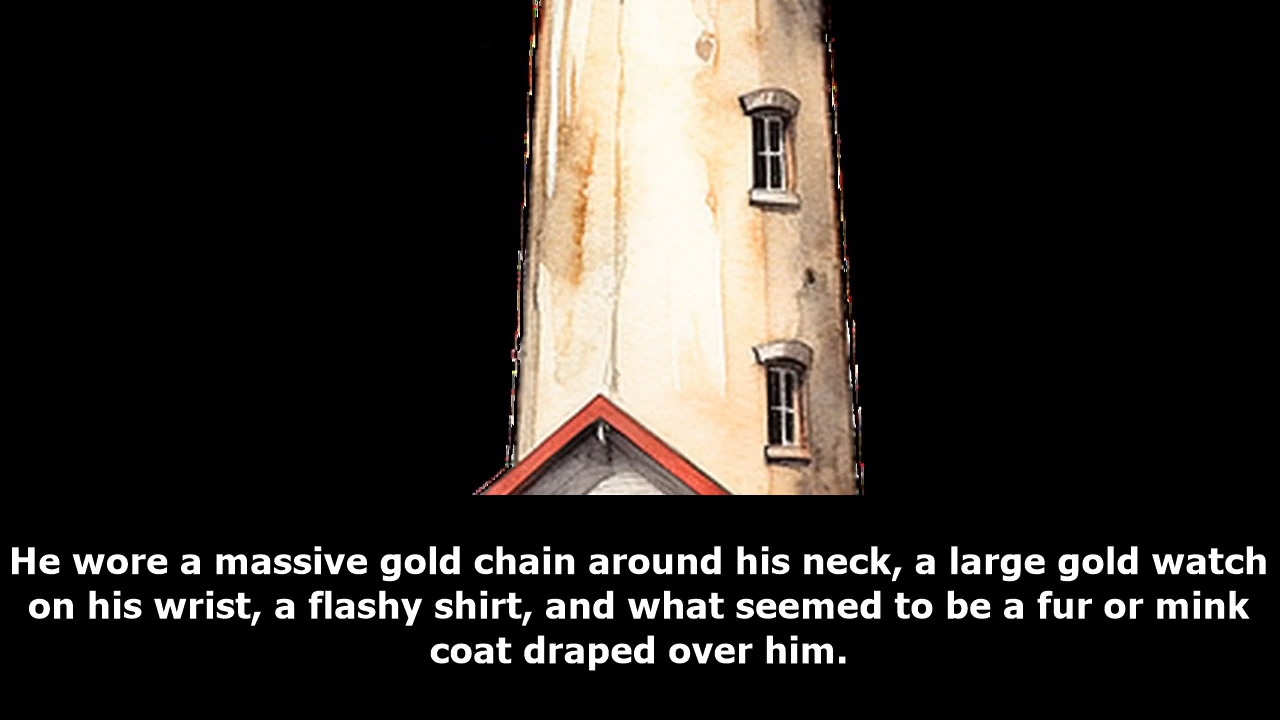 He wore a massive gold chain around his neck, a large gold watch
on his wrist, a flashy shirt, and what seemed to be a fur or mink
coat draped over him.